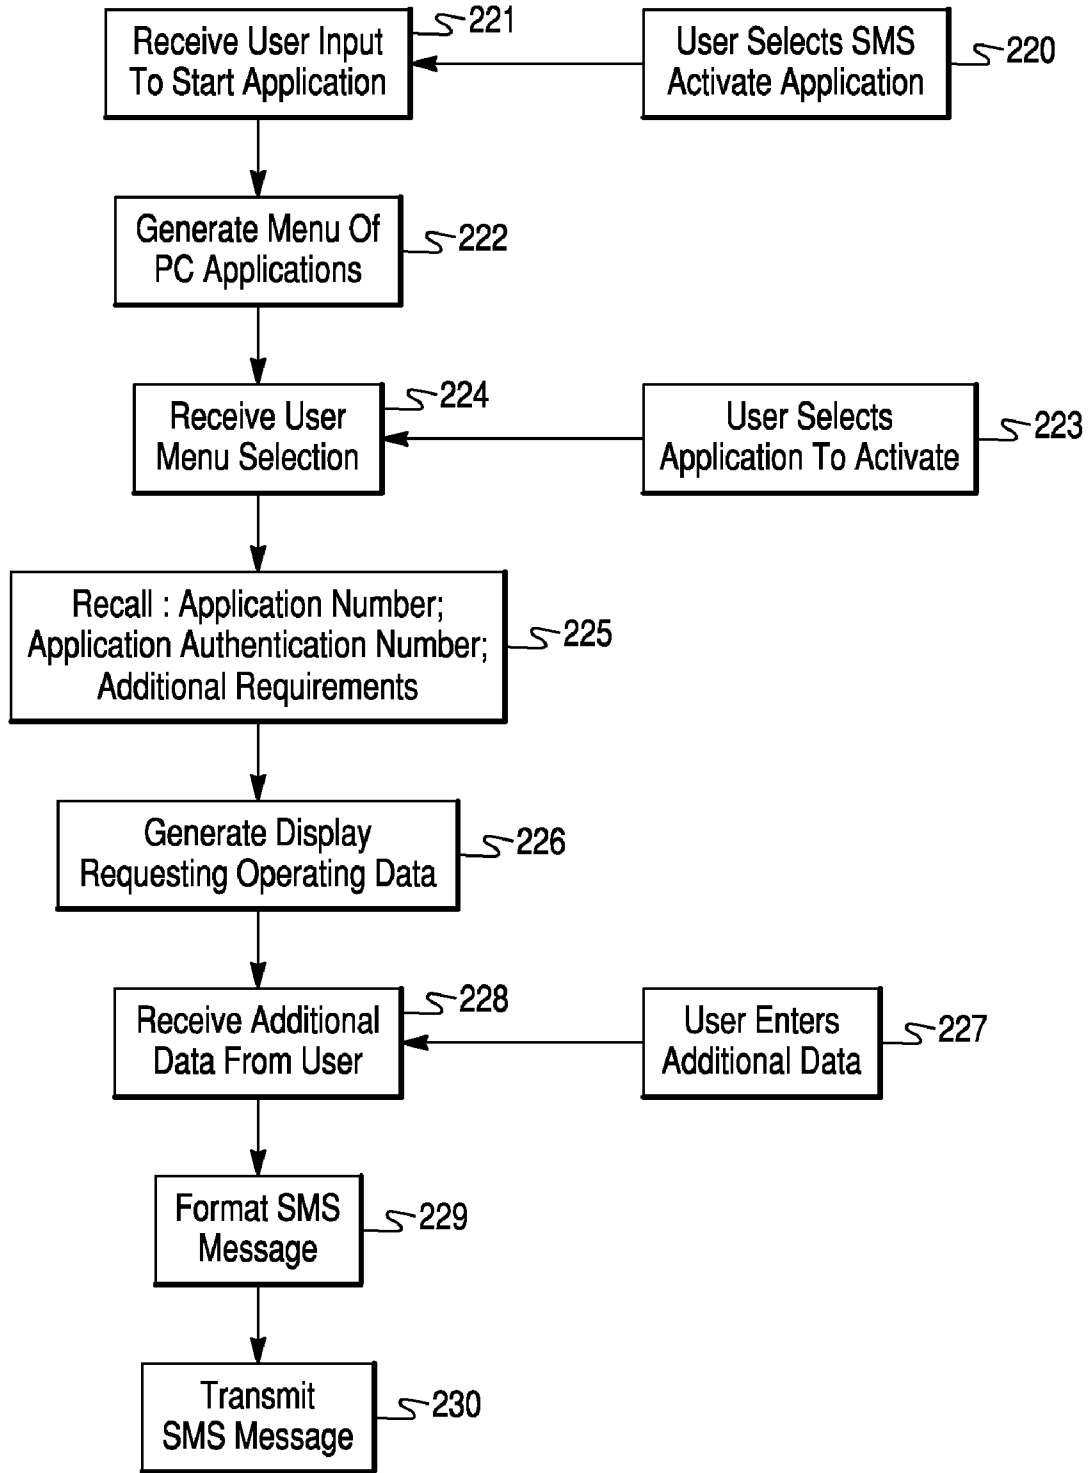 Receive User Input
To Start Application
221
User Selects SMS
Activate Application
220
Generate Menu Of
PC Applications
222
Receive User
Menu Selection
224
User Selects
Application To Activate
223
Recall : Application Number;
Application Authentication Number;
Additional Requirements
225
Generate Display
Requesting Operating Data
226
Receive Additional
Data From User
228
User Enters
Additional Data
227
Format SMS
Message
229
Transmit
SMS Message
230